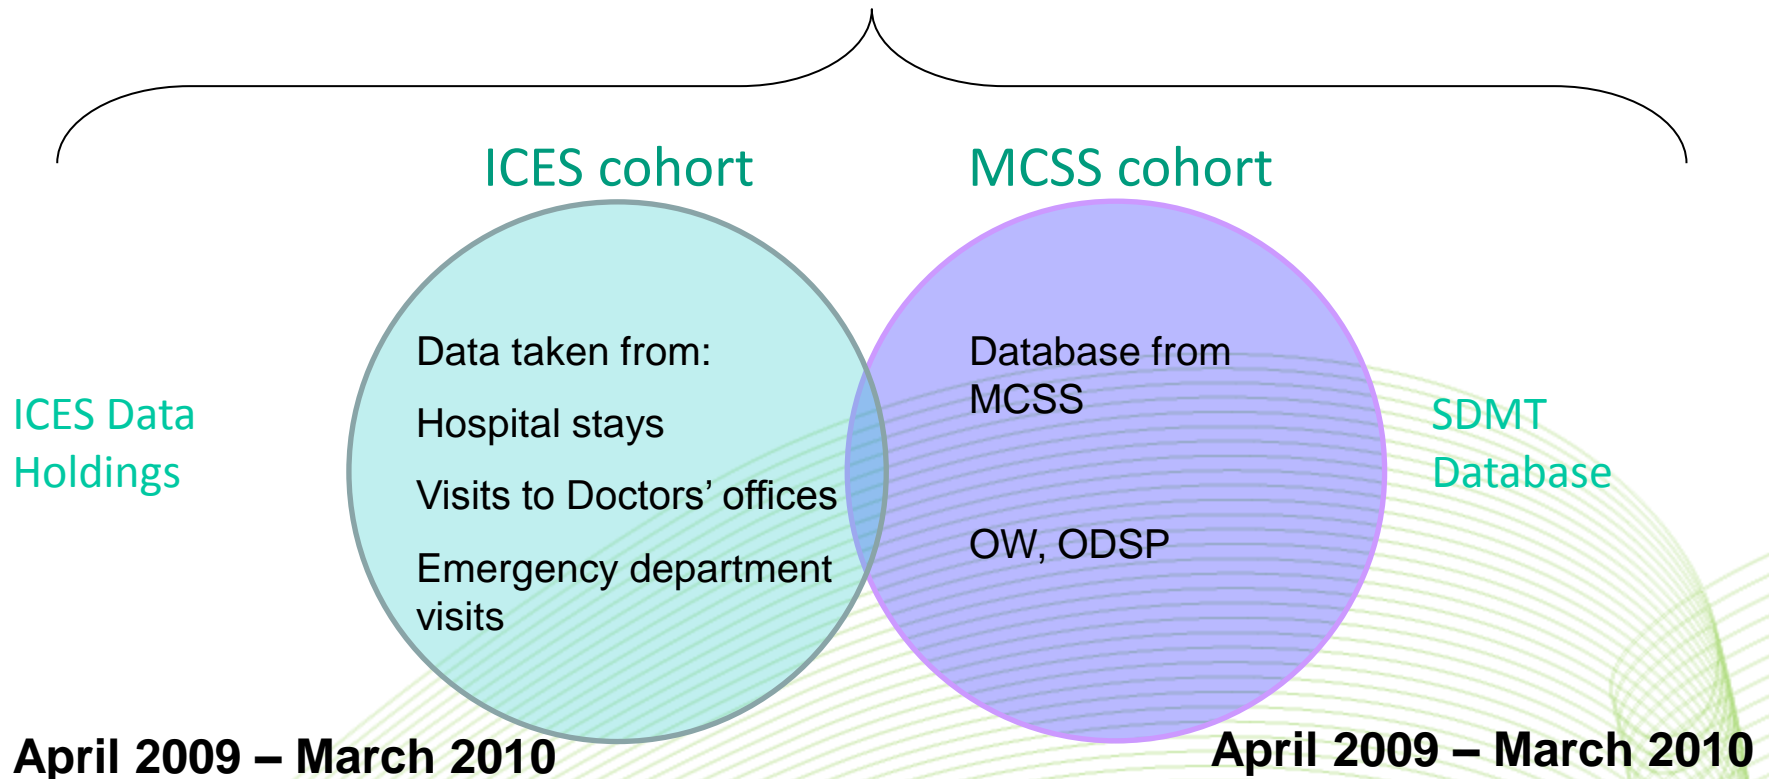 ICES cohort
MCSS cohort
Data taken from:
Hospital stays
Visits to Doctors’ offices
Emergency department
visits
Database from
MCSS
OW, ODSP
ICES Data
Holdings
SDMT
Database
April 2009 – March 2010
April 2009 – March 2010